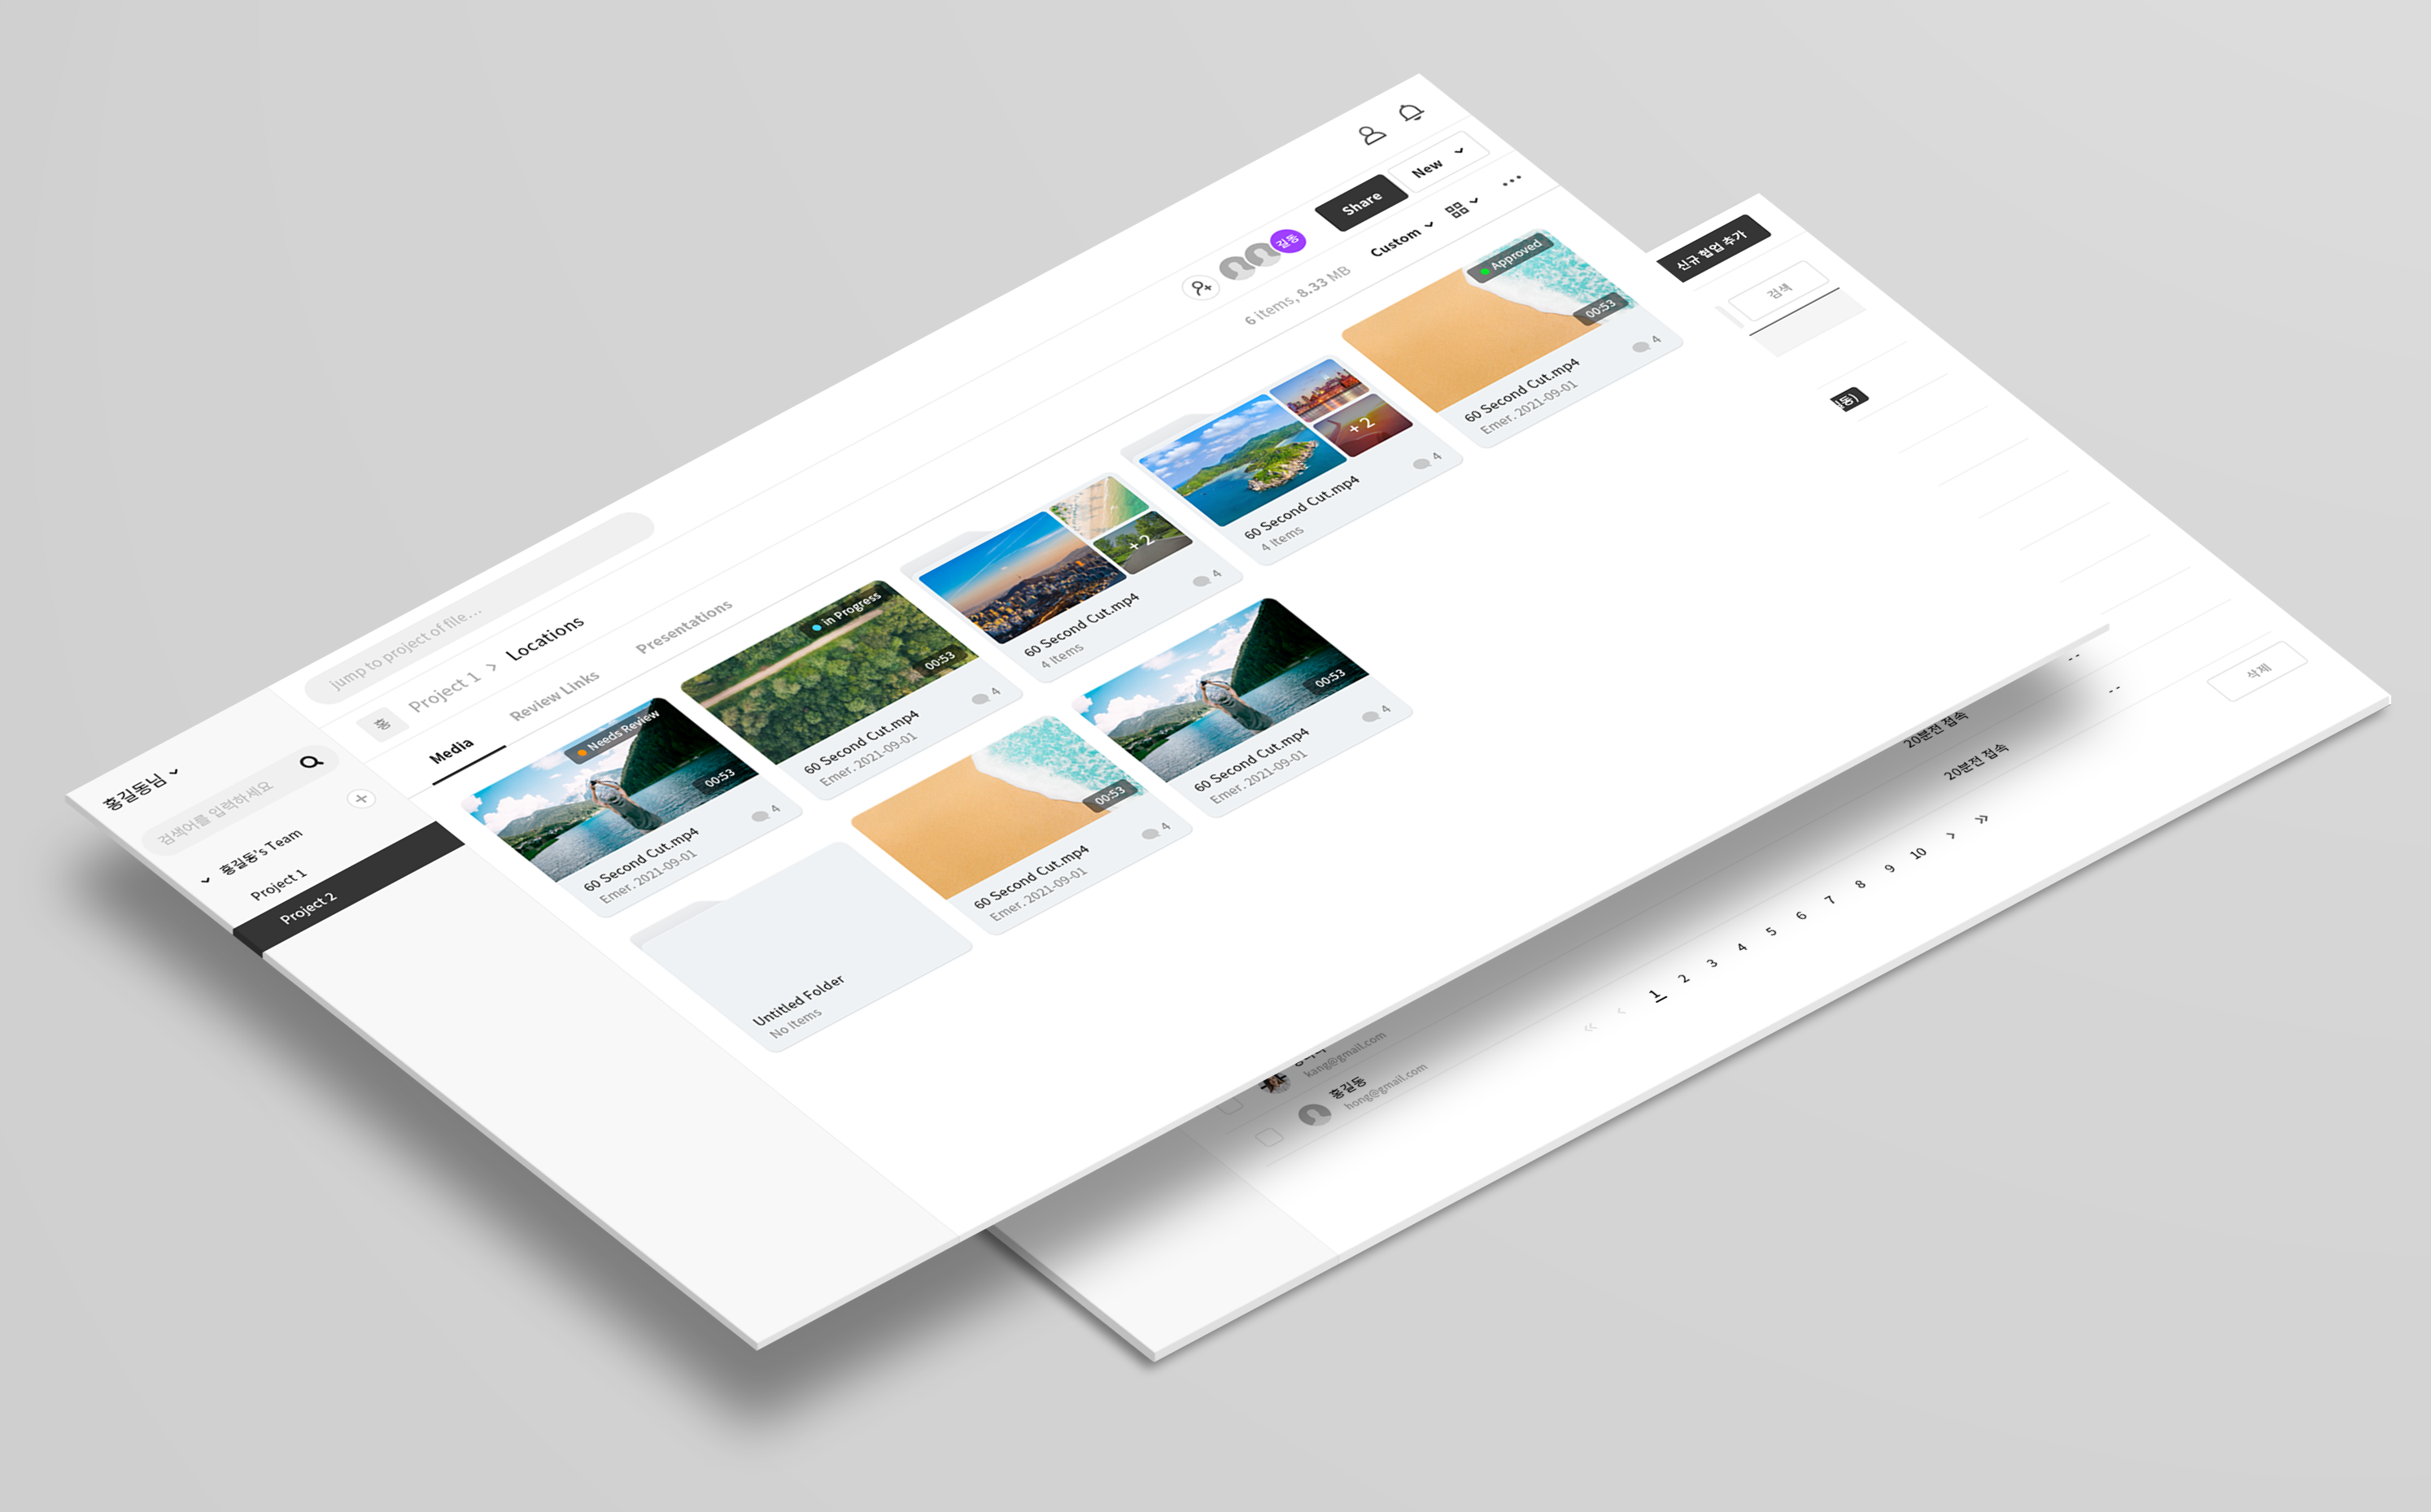 홍길동님
검색어를 입력하세요
홍길동's Team
Project 1
Project 2
jump to project of file...
홍
Project 1 > Locations
Share
New
길동
Media
Review Links
Presentations
6 items, 8.33 MB
Custom
Needs Review
00:53
60 Second Cut.mp4
4
Emer. 2021-09-01
in Progress
00:53
60 Second Cut.mp4
4
Emer. 2021-09-01
+ 2
60 Second Cut.mp4
4
4 Items
+ 2
60 Second Cut.mp4
4
4 Items
Approved
00:53
60 Second Cut.mp4
4
Emer. 2021-09-01
Untitled Folder
No Items
00:53
60 Second Cut.mp4
4
Emer. 2021-09-01
00:53
60 Second Cut.mp4
4
Emer. 2021-09-01
신규 협업 추가
검색
동)
20분전 접속
--
kang@gmail.com
홍길동
hong@gmail.com
20분전 접속
--
삭제
« < 1 2 3 4 5 6 7 8 9 10 > »